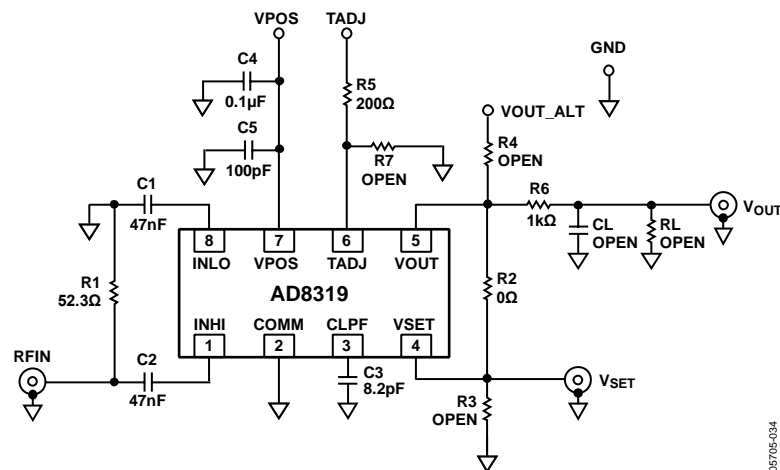 VPOS
TADJ
GND
C4
0.1µF
R5
200Ω
VOUT_ALT
C5
100pF
R7
OPEN
R4
OPEN
C1
47nF
R6
1kΩ
VOUT
CL
OPEN
RL
OPEN
8
7
6
5
INLO
VPOS
TADJ
VOUT
R1
52.3Ω
AD8319
R2
0Ω
INHI
COMM
CLPF
VSET
1
2
3
4
RFIN
C2
47nF
C3
8.2pF
VSET
R3
OPEN
05705-034